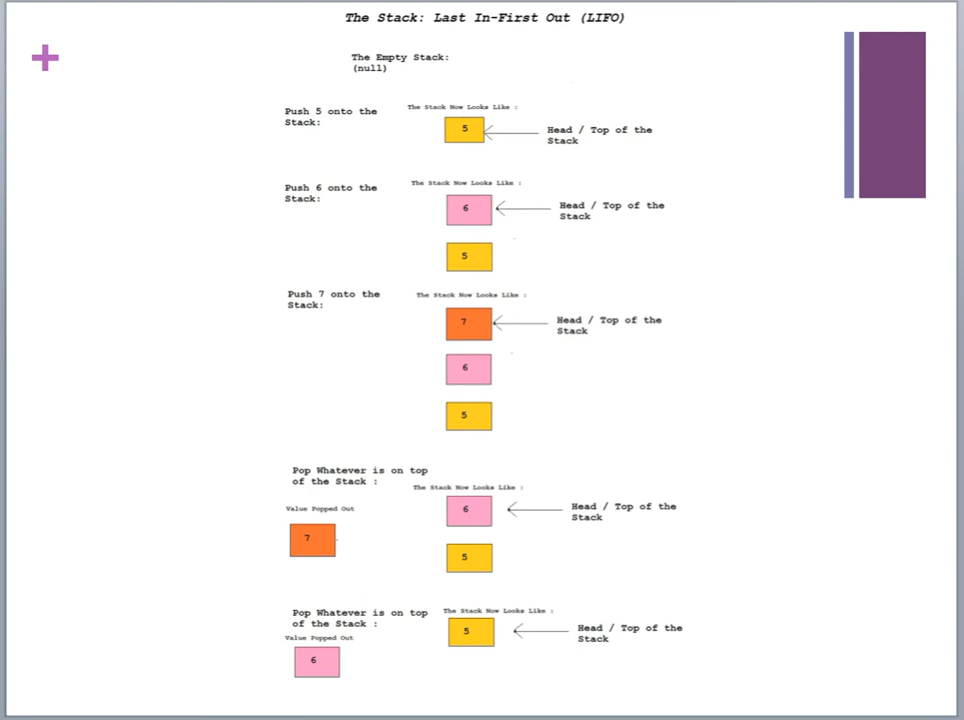 The Stack: Last In-First Out (LIFO)
The Empty Stack:
(null)
Push 5 onto the
Stack:
The Stack Now Looks Like :
5
Head / Top of the
Stack
Push 6 onto the
Stack:
The Stack Now Looks Like :
6
Head / Top of the
Stack
5
Push 7 onto the
Stack:
The Stack Now Looks Like :
7
Head / Top of the
Stack
6
5
Pop Whatever is on top
of the Stack :
The Stack Now Looks Like :
Value Popped Out
7
6
Head / Top of the
Stack
5
Pop Whatever is on top
of the Stack :
Value Popped Out
6
The Stack Now Looks Like :
5
Head / Top of the
Stack